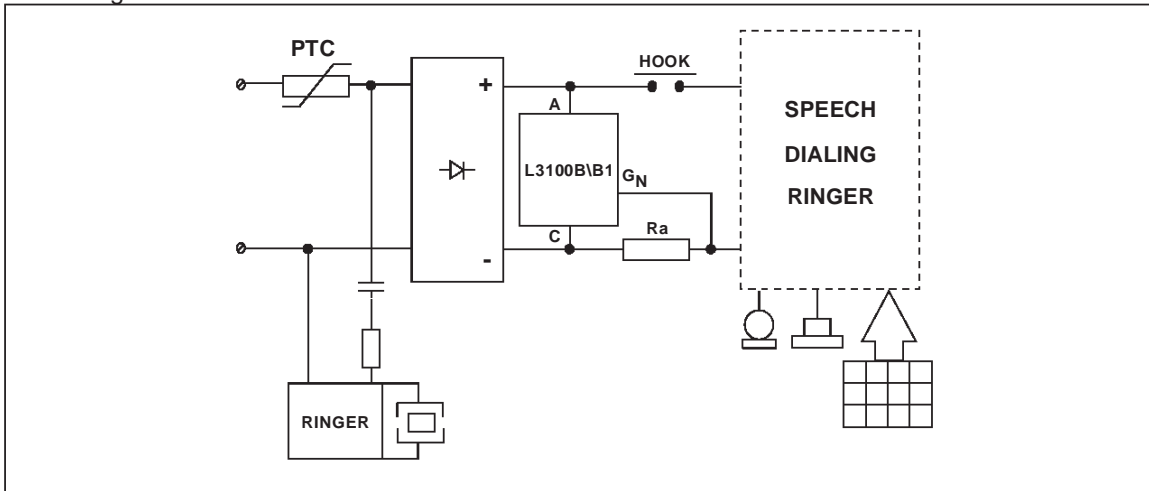 PTC
HOOK
+
A
SPEECH
DIALING
RINGER
L3100B\B1
GN
C
Ra
-
RINGER